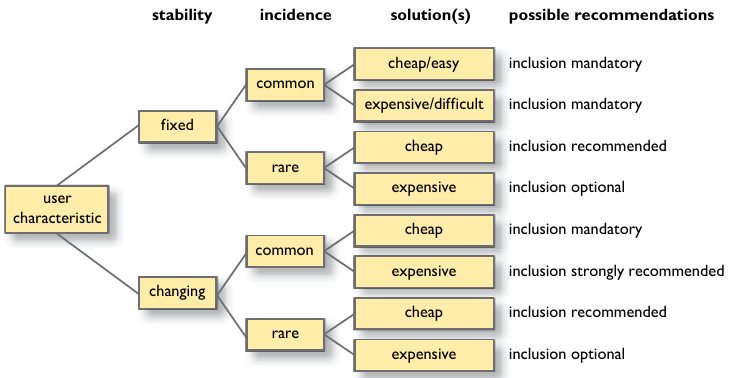 stability incidence solution(s) possible recommendations
cheap/easy inclusion mandatory
common
expensive/difficult inclusion mandatory
fixed
cheap inclusion recommended
rare
expensive inclusion optional
user
characteristic
cheap inclusion mandatory
common
expensive inclusion strongly recommended
changing
cheap inclusion recommended
rare
expensive inclusion optional